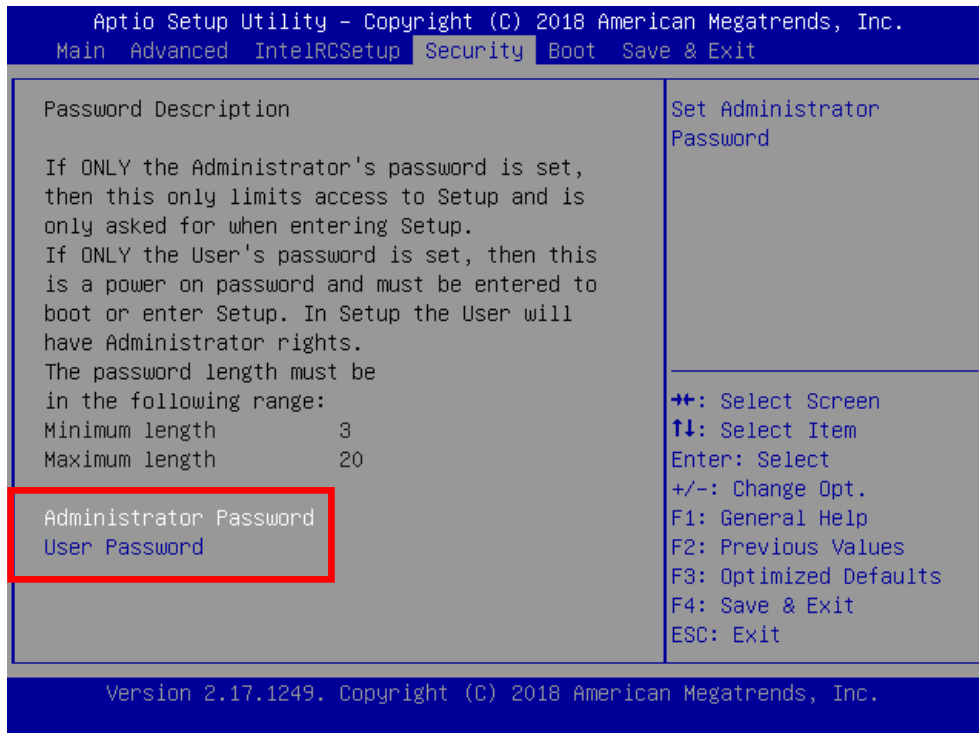 Aptio Setup Utility – Copyright (C) 2018 American Megatrends, Inc.
Main Advanced IntelRCSetup Security Boot Save & Exit
Password Description
If ONLY the Administrator's password is set,
then this only limits access to Setup and is
only asked for when entering Setup.
If ONLY the User's password is set, then this
is a power on password and must be entered to
boot or enter Setup. In Setup the User will
have Administrator rights.
The password length must be
in the following range:
Minimum length 3
Maximum length 20
Administrator Password
User Password
Set Administrator
Password
→←: Select Screen
↑↓: Select Item
Enter: Select
+/-: Change Opt.
F1: General Help
F2: Previous Values
F3: Optimized Defaults
F4: Save & Exit
ESC: Exit
Version 2.17.1249. Copyright (C) 2018 American Megatrends, Inc.